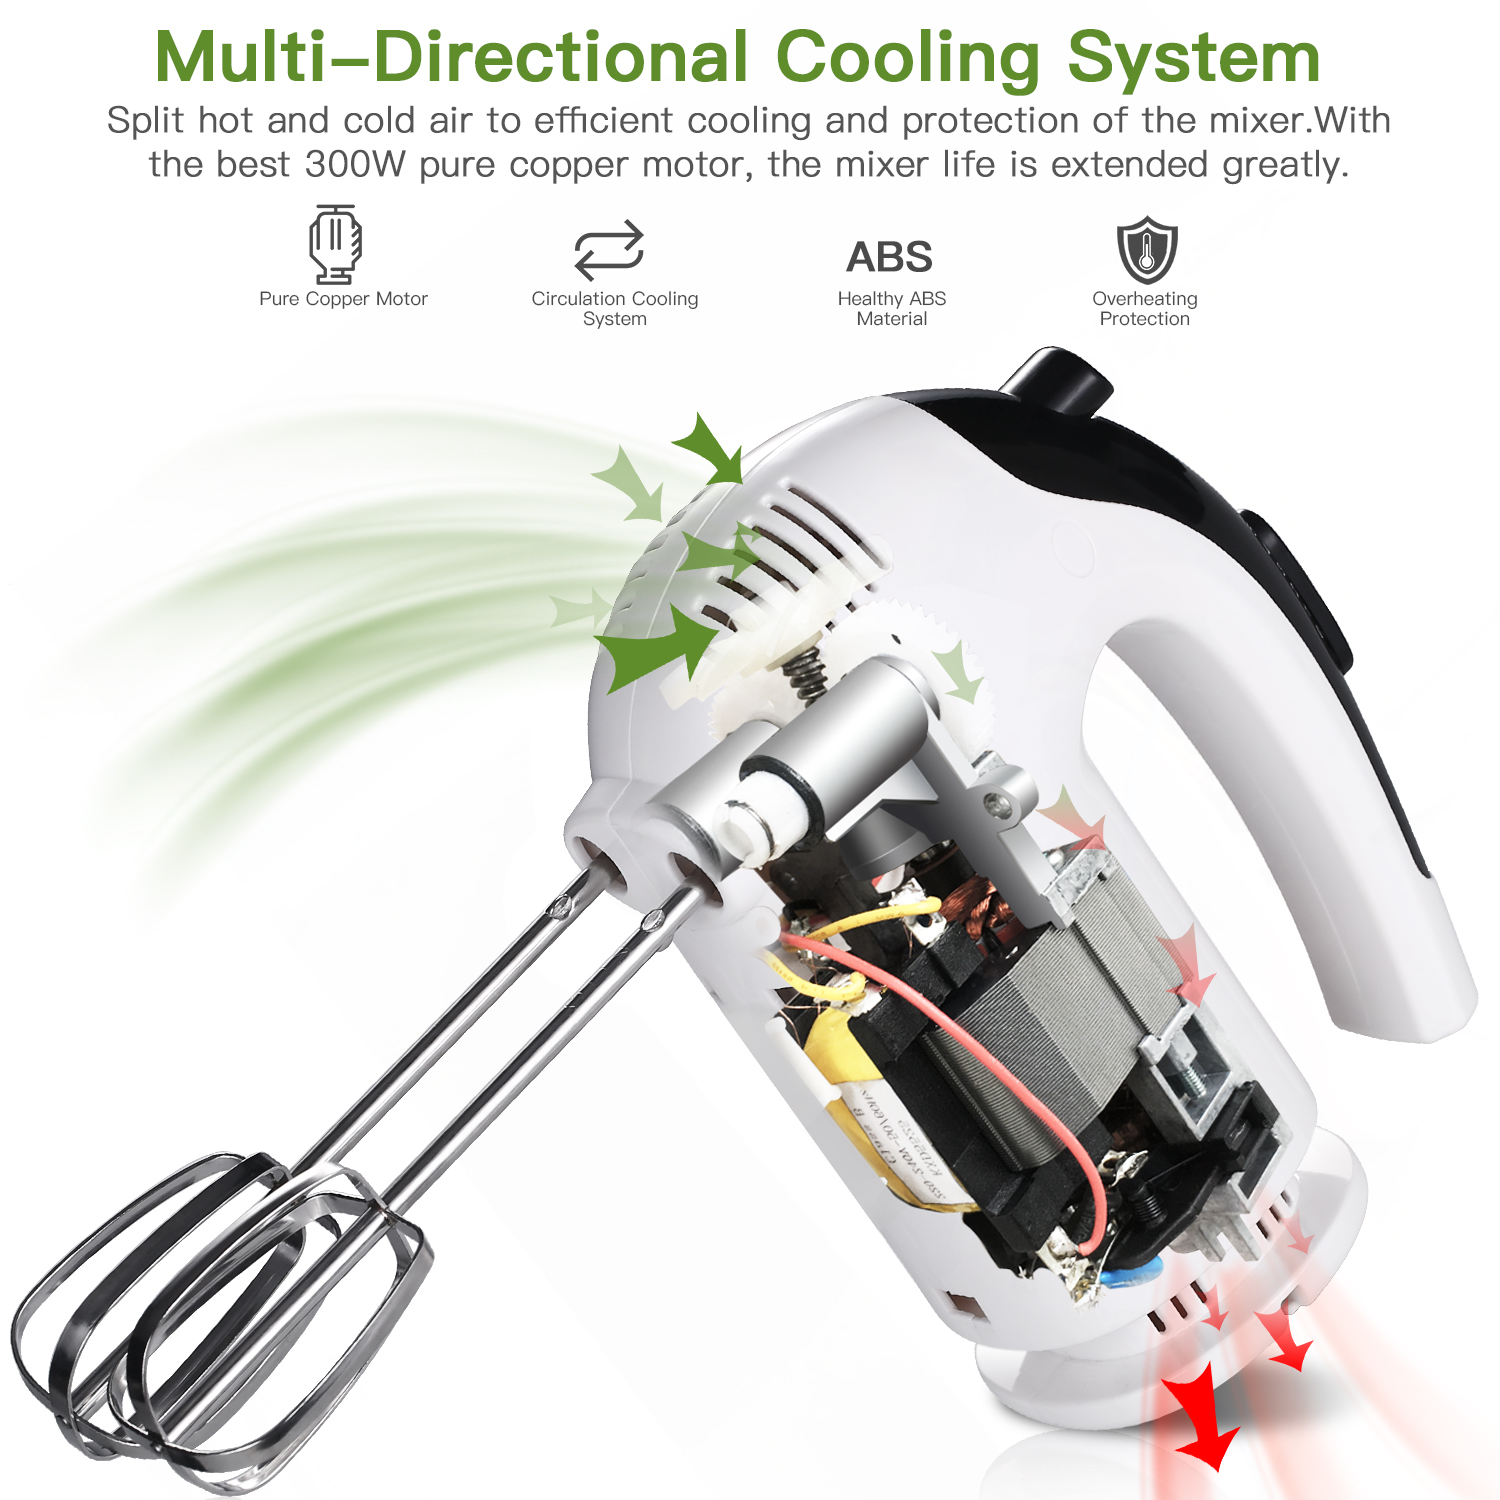 Multi-Directional Cooling System
Split hot and cold air to efficient cooling and protection of the mixer.With
the best 300W pure copper motor, the mixer life is extended greatly.
Pure Copper Motor
Circulation Cooling
System
ABS
Healthy ABS
Material
Overheating
Protection